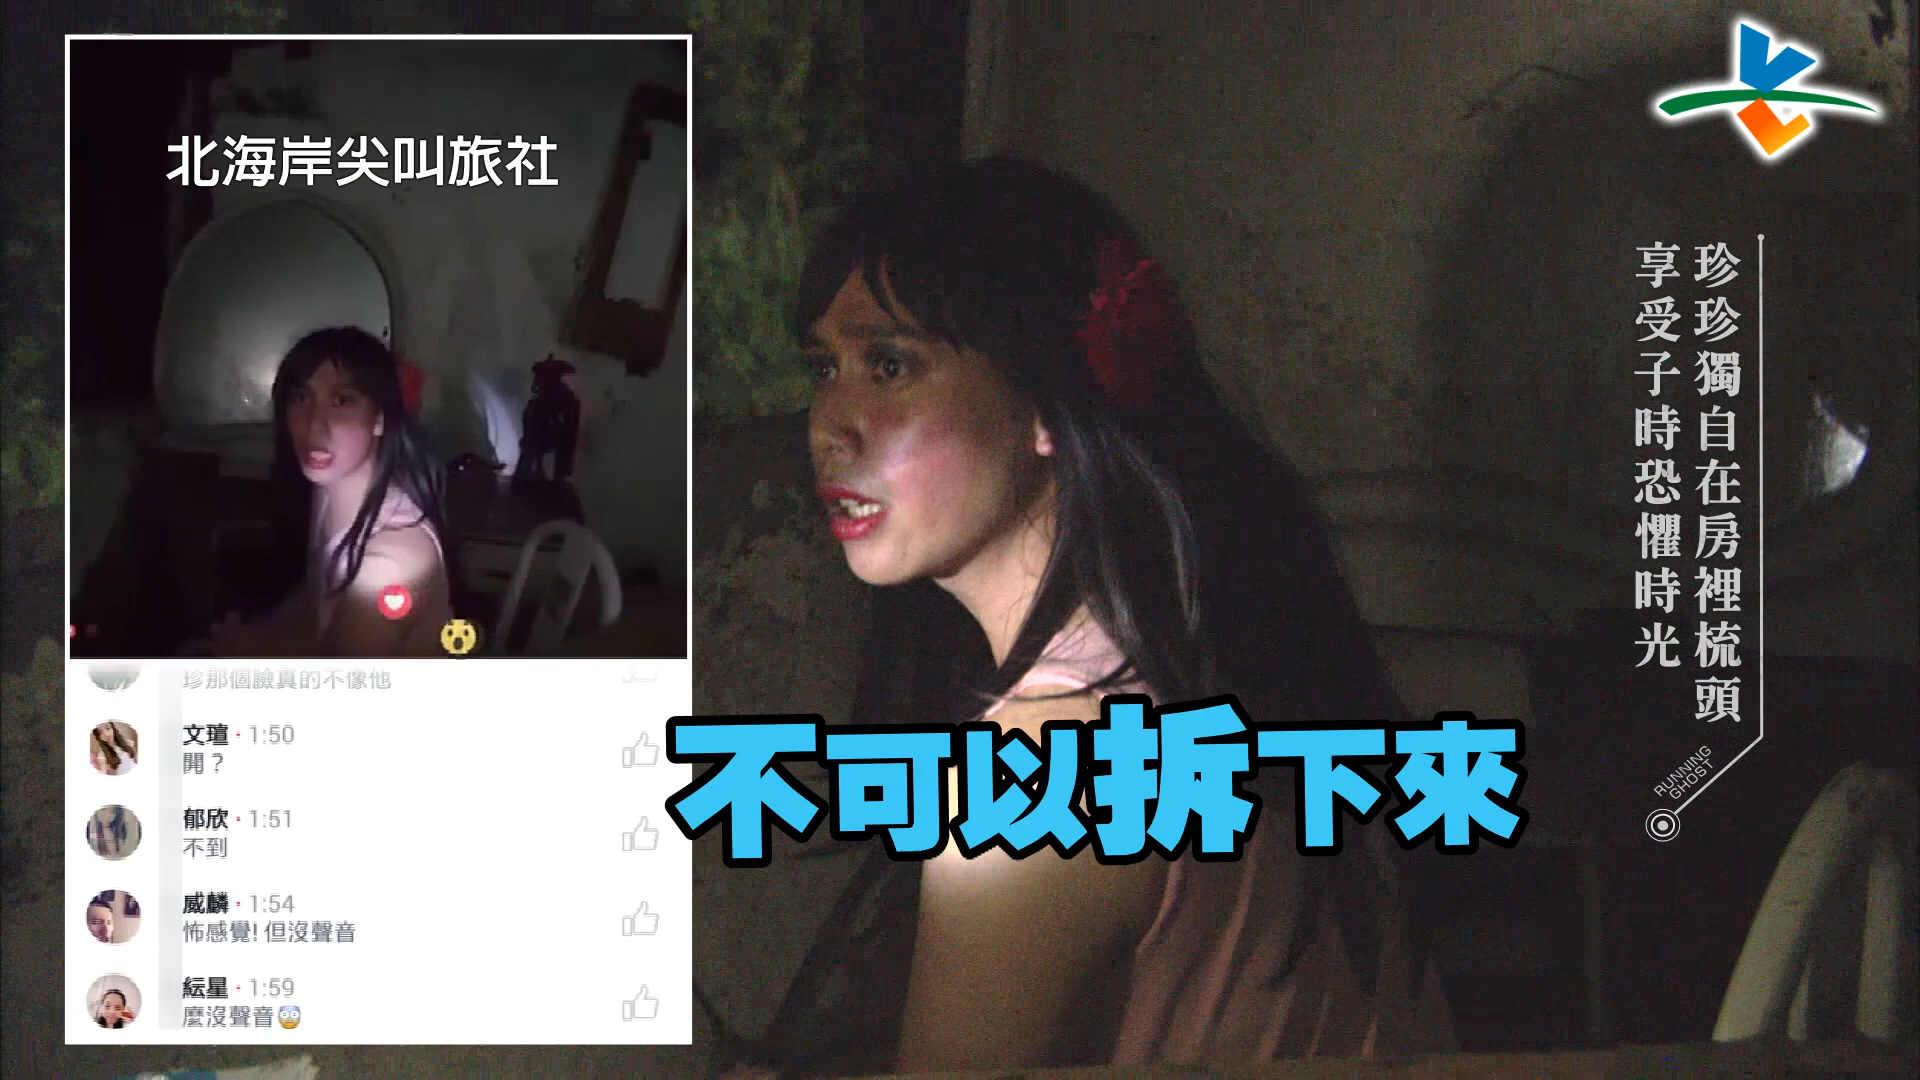 北海岸尖叫旅社
珍那個臉真的不像他
文瑄 · 1:50
開？
郁欣 · 1:51
不到
威麟 · 1:54
怖感覺! 但沒聲音
紜星 · 1:59
麼沒聲音😨
不可以拆下來
珍珍獨自在房裡梳頭
享受子時恐懼時光
RUNNING
GHOST